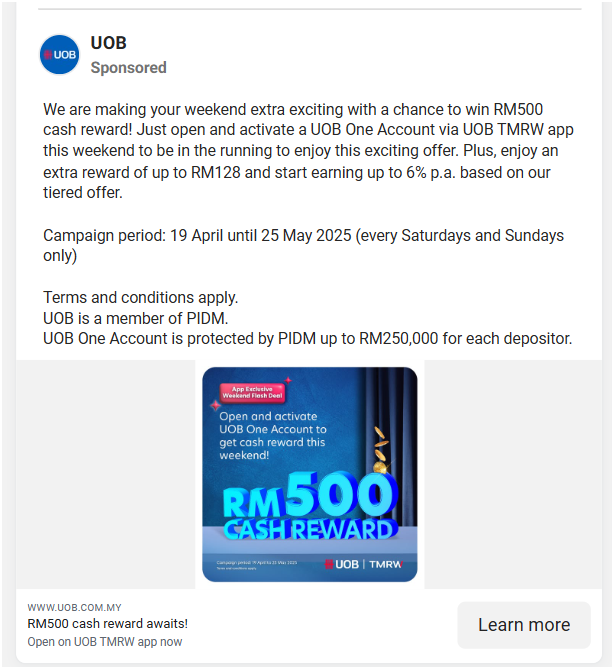 UOB
UOB
Sponsored
We are making your weekend extra exciting with a chance to win RM500
cash reward! Just open and activate a UOB One Account via UOB TMRW app
this weekend to be in the running to enjoy this exciting offer. Plus, enjoy an
extra reward of up to RM128 and start earning up to 6% p.a. based on our
tiered offer.
Campaign period: 19 April until 25 May 2025 (every Saturdays and Sundays
only)
Terms and conditions apply.
UOB is a member of PIDM.
UOB One Account is protected by PIDM up to RM250,000 for each depositor.
App Exclusive
Weekend Flash Deal
Open and activate
UOB One Account to
get cash reward this
weekend!
RM500
CASH REWARD
Campaign period: 19 April to 25 May 2025
Terms and conditions apply.
UOB | TMRW
WWW.UOB.COM.MY
RM500 cash reward awaits!
Open on UOB TMRW app now
Learn more